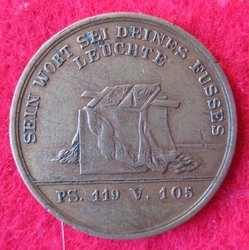 SEIN WORT SEI DEINES FUSSES
LEUCHTE
PS. 119 V. 105